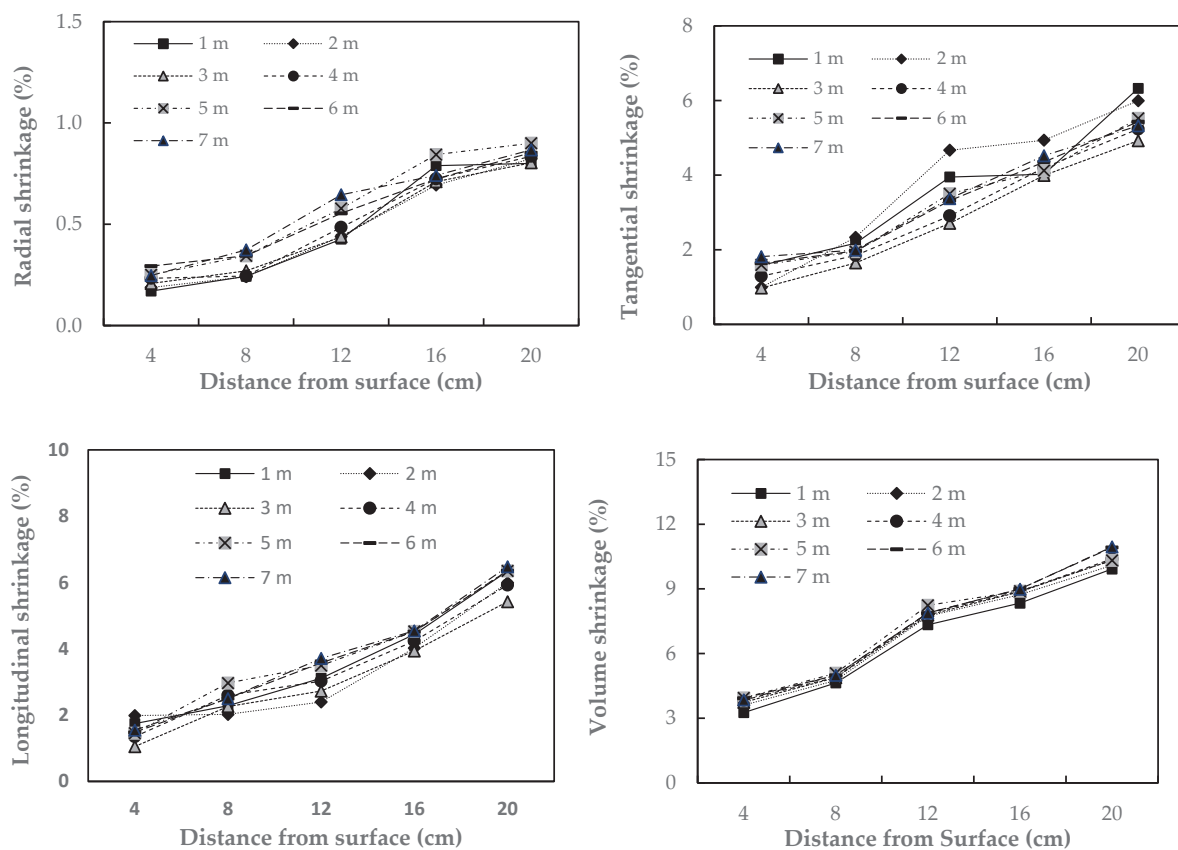 Radial shrinkage (%)
1.5
1.0
0.5
0.0
1 m
2 m
3 m
4 m
5 m
6 m
7 m
4
8
12
16
20
Distance from surface (cm)
Tangential shrinkage (%)
8
6
4
2
0
1 m
2 m
3 m
4 m
5 m
6 m
7 m
4
8
12
16
20
Distance from surface (cm)
Longitudinal shrinkage (%)
10
8
6
4
2
0
1 m
2 m
3 m
4 m
5 m
6 m
7 m
4
8
12
16
20
Distance from surface (cm)
Volume shrinkage (%)
15
12
9
6
3
0
1 m
2 m
3 m
4 m
5 m
6 m
7 m
4
8
12
16
20
Distance from Surface (cm)